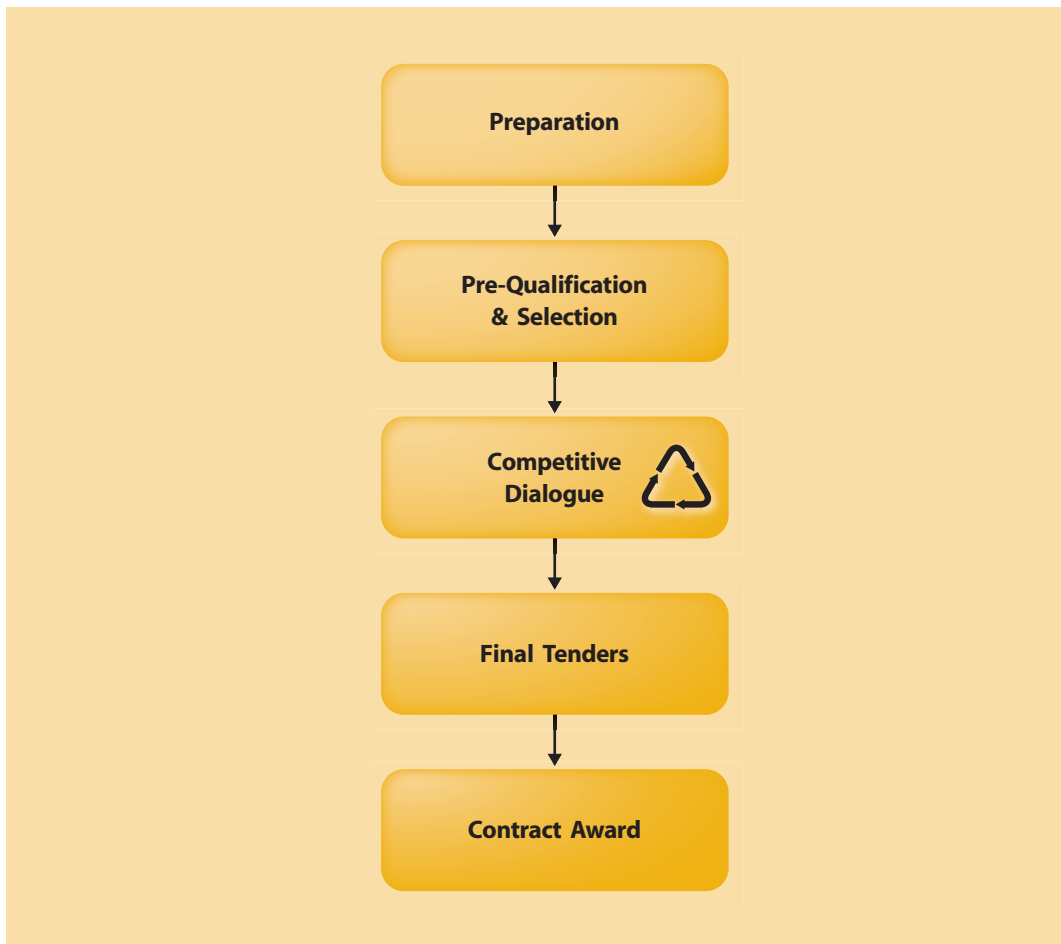 Preparation
Pre-Qualification
& Selection
Competitive
Dialogue
Final Tenders
Contract Award